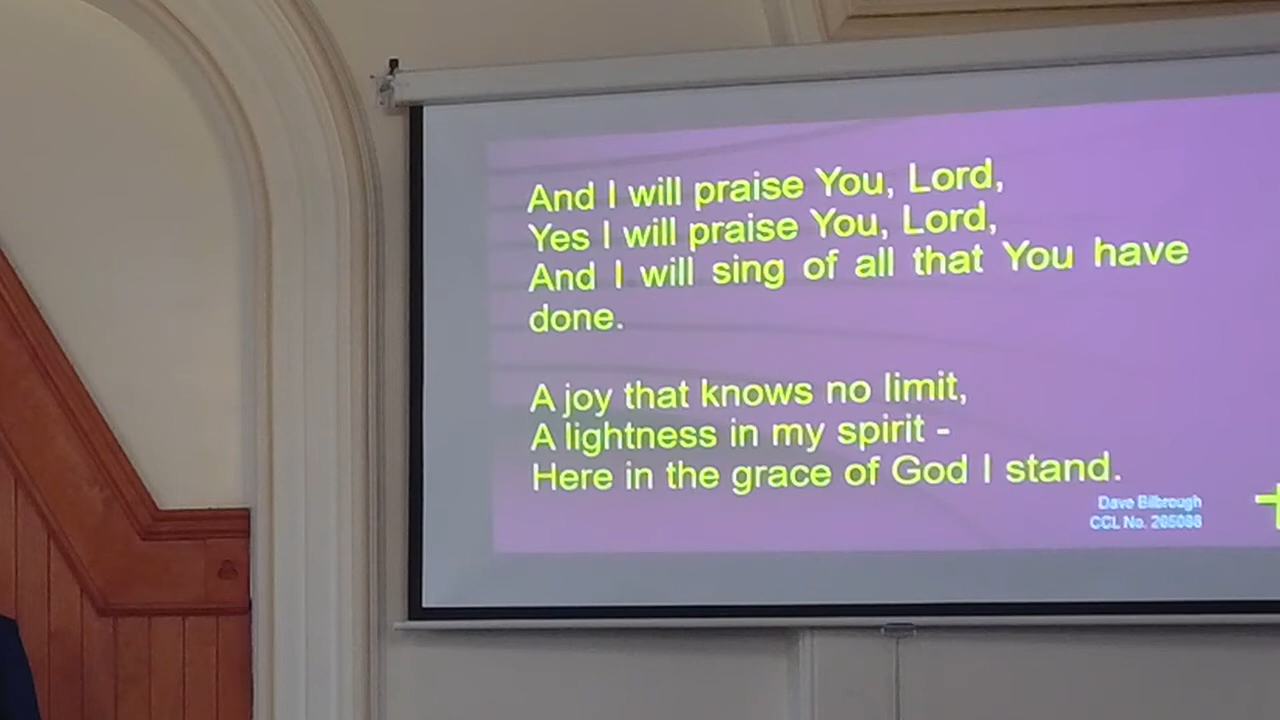 And I will praise You, Lord,
Yes I will praise You, Lord,
And I will sing of all that You have
done.
A joy that knows no limit,
A lightness in my spirit -
Here in the grace of God I stand.
Dave Bilbrough
CCL No. 265088